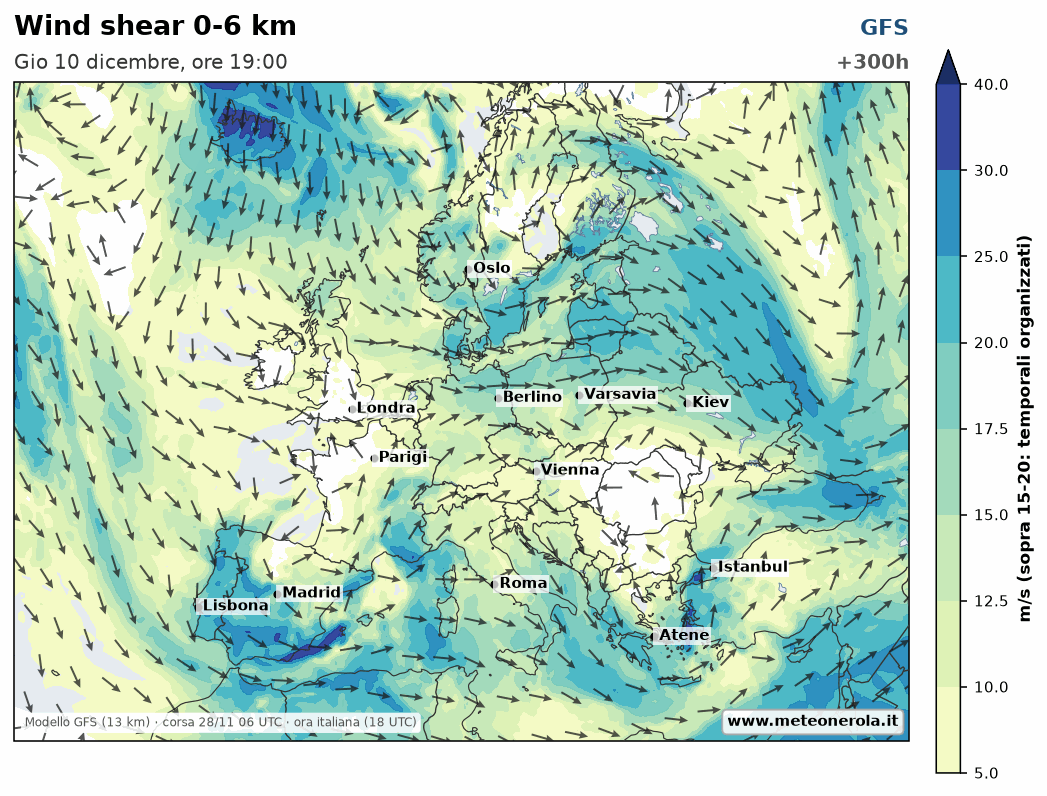 Wind shear 0-6 km
GFS
Gio 10 dicembre, ore 19:00
+300h
40.0
30.0
25.0
20.0
17.5
15.0
12.5
10.0
5.0
m/s (sopra 15-20: temporali organizzati)
Oslo
Berlino
Varsavia
Kiev
Londra
Parigi
Vienna
Istanbul
Roma
Madrid
Lisbona
Atene
Modello GFS (13 km) · corsa 28/11 06 UTC · ora italiana (18 UTC)
www.meteonerola.it